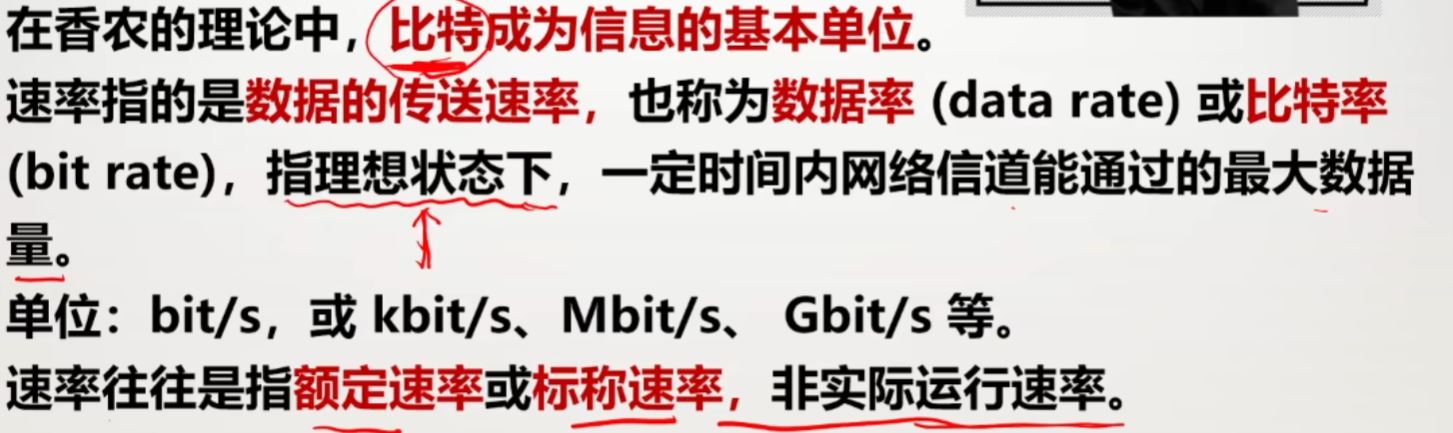 在香农的理论中，比特成为信息的基本单位。
速率指的是数据的传送速率，也称为数据率 (data rate) 或比特率
(bit rate)，指理想状态下，一定时间内网络信道能通过的最大数据
量。
单位：bit/s，或 kbit/s、Mbit/s、 Gbit/s 等。
速率往往是指额定速率或标称速率，非实际运行速率。